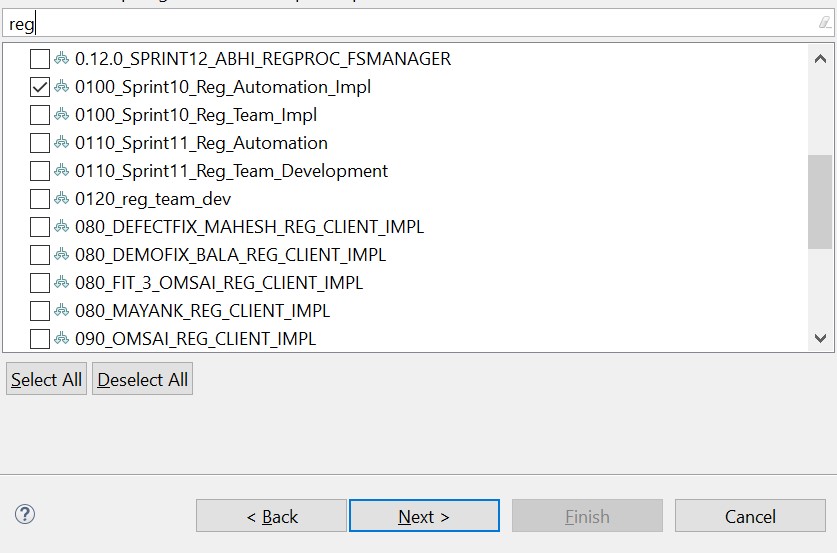 reg
0.12.0_SPRINT12_ABHI_REGPROC_FSMANAGER
0100_Sprint10_Reg_Automation_Impl
0100_Sprint10_Reg_Team_Impl
0110_Sprint11_Reg_Automation
0110_Sprint11_Reg_Team_Development
0120_reg_team_dev
080_DEFECTFIX_MAHESH_REG_CLIENT_IMPL
080_DEMOFIX_BALA_REG_CLIENT_IMPL
080_FIT_3_OMSAI_REG_CLIENT_IMPL
080_MAYANK_REG_CLIENT_IMPL
090_OMSAI_REG_CLIENT_IMPL
Select All Deselect All
? < Back Next > Finish Cancel